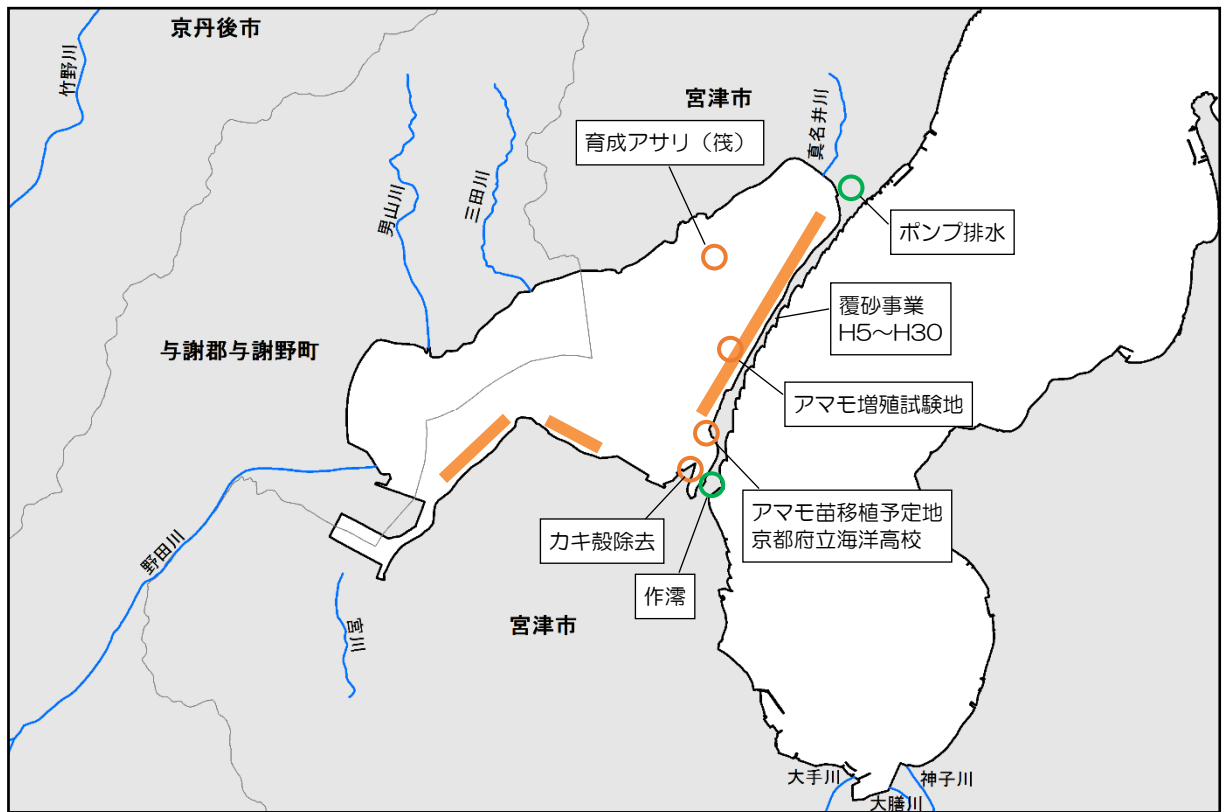 京丹後市
竹野川
宮津市
真名井川
育成アサリ（筏）
男山川
三田川
ポンプ排水
覆砂事業
H5～H30
与謝郡与謝野町
アマモ増殖試験地
アマモ苗移植予定地
京都府立海洋高校
カキ殻除去
野田川
作澪
宮川
宮津市
大手川
神子川
大膳川